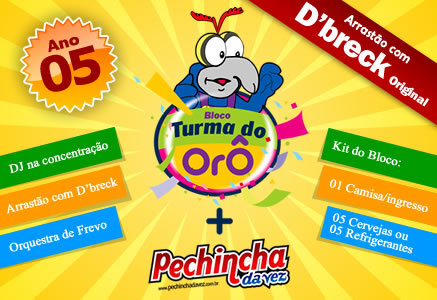 Ano
05
Arrastão com
D'breck
Original
Bloco
Turma do
Orô
DJ na concentração
Arrastão com D'breck
Orquestra de Frevo
Kit do Bloco:
01 Camisa/ingresso
05 Cervejas ou
05 Refrigerantes
+
Pechincha
da vez
www.pechinchadavez.com.br